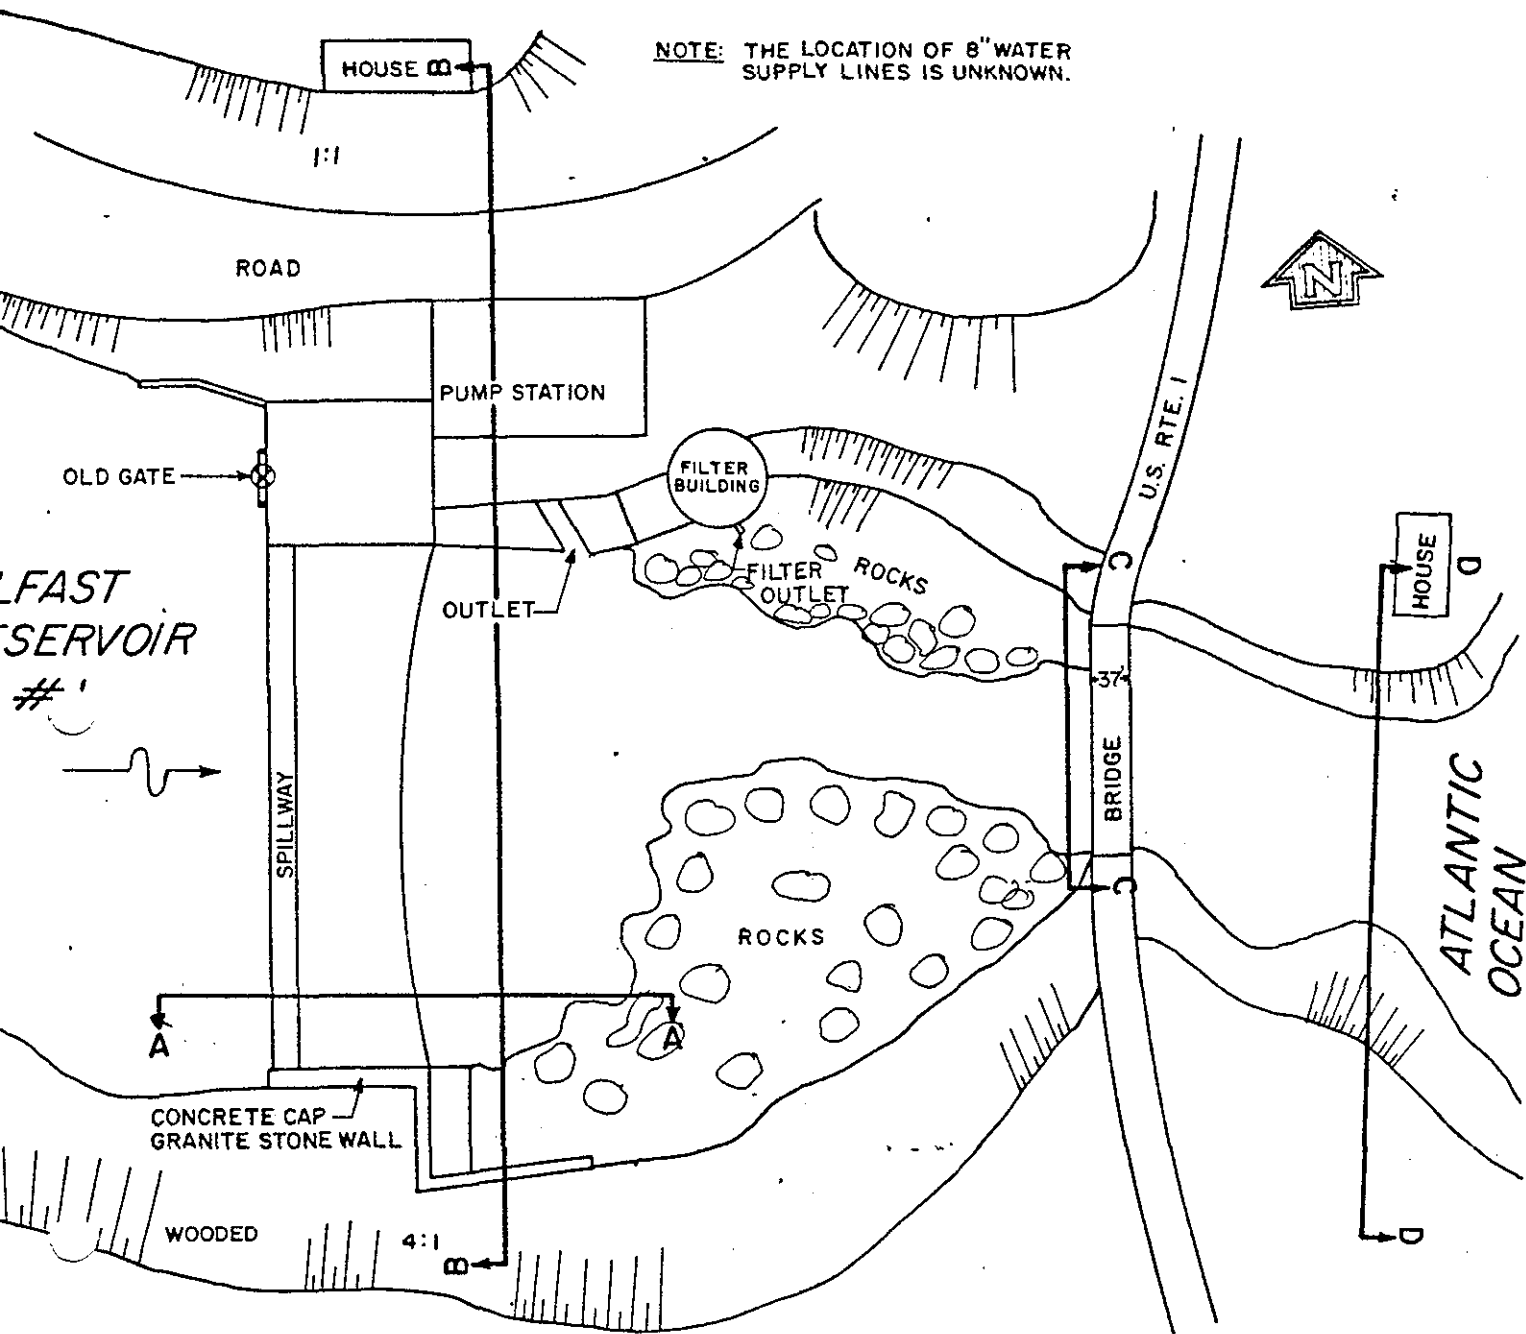 NOTE: THE LOCATION OF 8" WATER
SUPPLY LINES IS UNKNOWN.
HOUSE B
1:1
ROAD
N
PUMP STATION
U.S. RTE. 1
OLD GATE
FILTER
BUILDING
ROCKS
FILTER
OUTLET
OUTLET
C
HOUSE
D
LFAST
SERVOIR
# 1
37'
BRIDGE
SPILLWAY
ATLANTIC
OCEAN
C
ROCKS
A
A
CONCRETE CAP
GRANITE STONE WALL
WOODED
4:1
B
D